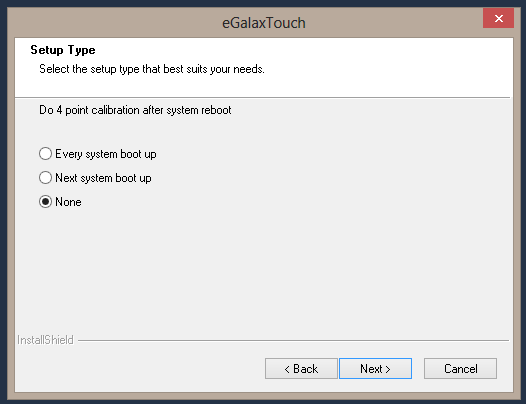 eGalaxTouch
Setup Type
Select the setup type that best suits your needs.
Do 4 point calibration after system reboot
Every system boot up
Next system boot up
None
InstallShield
< Back
Next >
Cancel